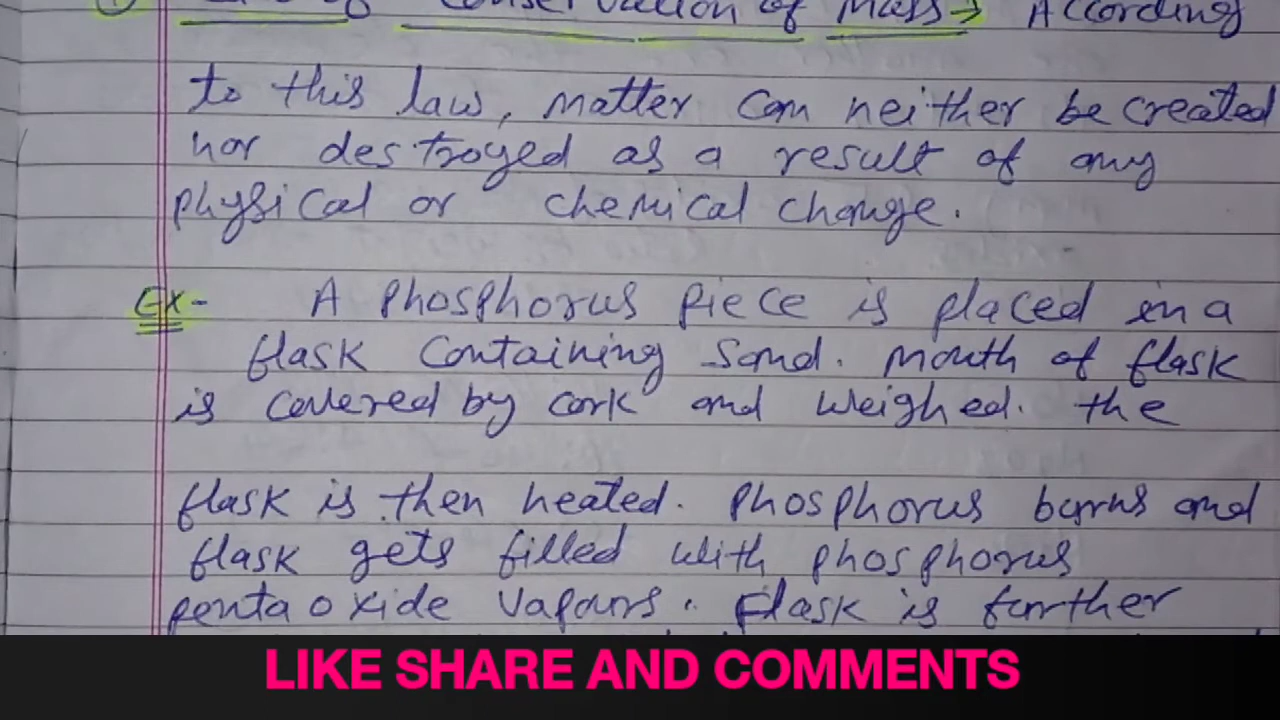 Conservation of Mass → According
to this law, matter can neither be created
nor destroyed as a result of any
physical or chemical change.
Ex- A Phosphorus piece is placed in a
flask containing sand. Mouth of flask
is covered by cork and weighed. the
flask is then heated. Phosphorus burns and
flask gets filled with phosphorus
pentaoxide vapours. Flask is further
LIKE SHARE AND COMMENTS